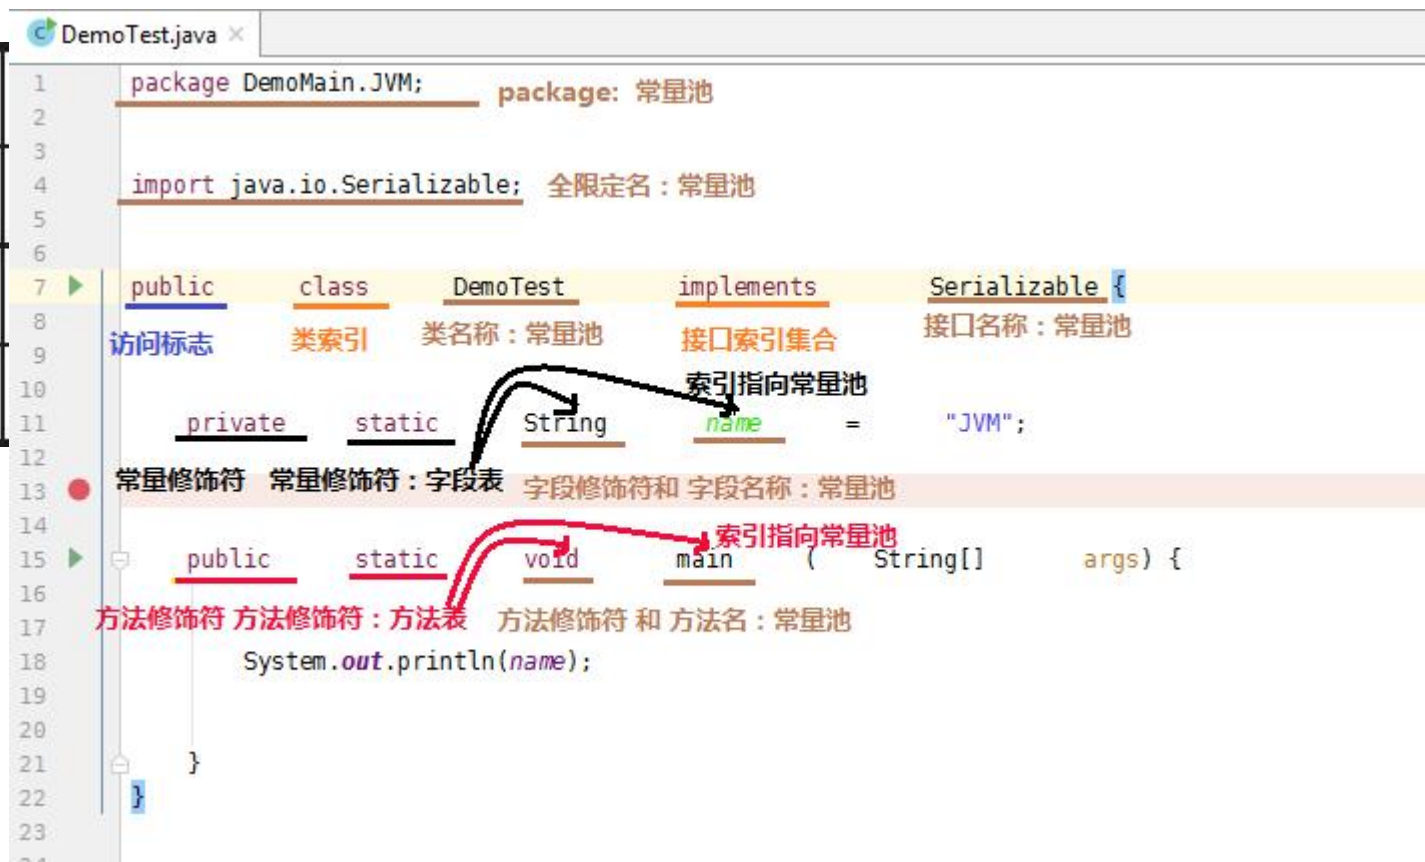 DemoTest.java
1 package DemoMain.JVM; package: 常量池
2
3
4 import java.io.Serializable; 全限定名：常量池
5
6
7 public class DemoTest implements Serializable {
8 访问标志 类索引 类名称：常量池 接口索引集合 接口名称：常量池
9
10 索引指向常量池
11 private static String name = "JVM";
12
13 常量修饰符 常量修饰符：字段表 字段修饰符和 字段名称：常量池
14 索引指向常量池
15 public static void main ( String[] args) {
16
17 方法修饰符 方法修饰符：方法表 方法修饰符 和 方法名：常量池
18 System.out.println(name);
19
20
21 }
22 }
23